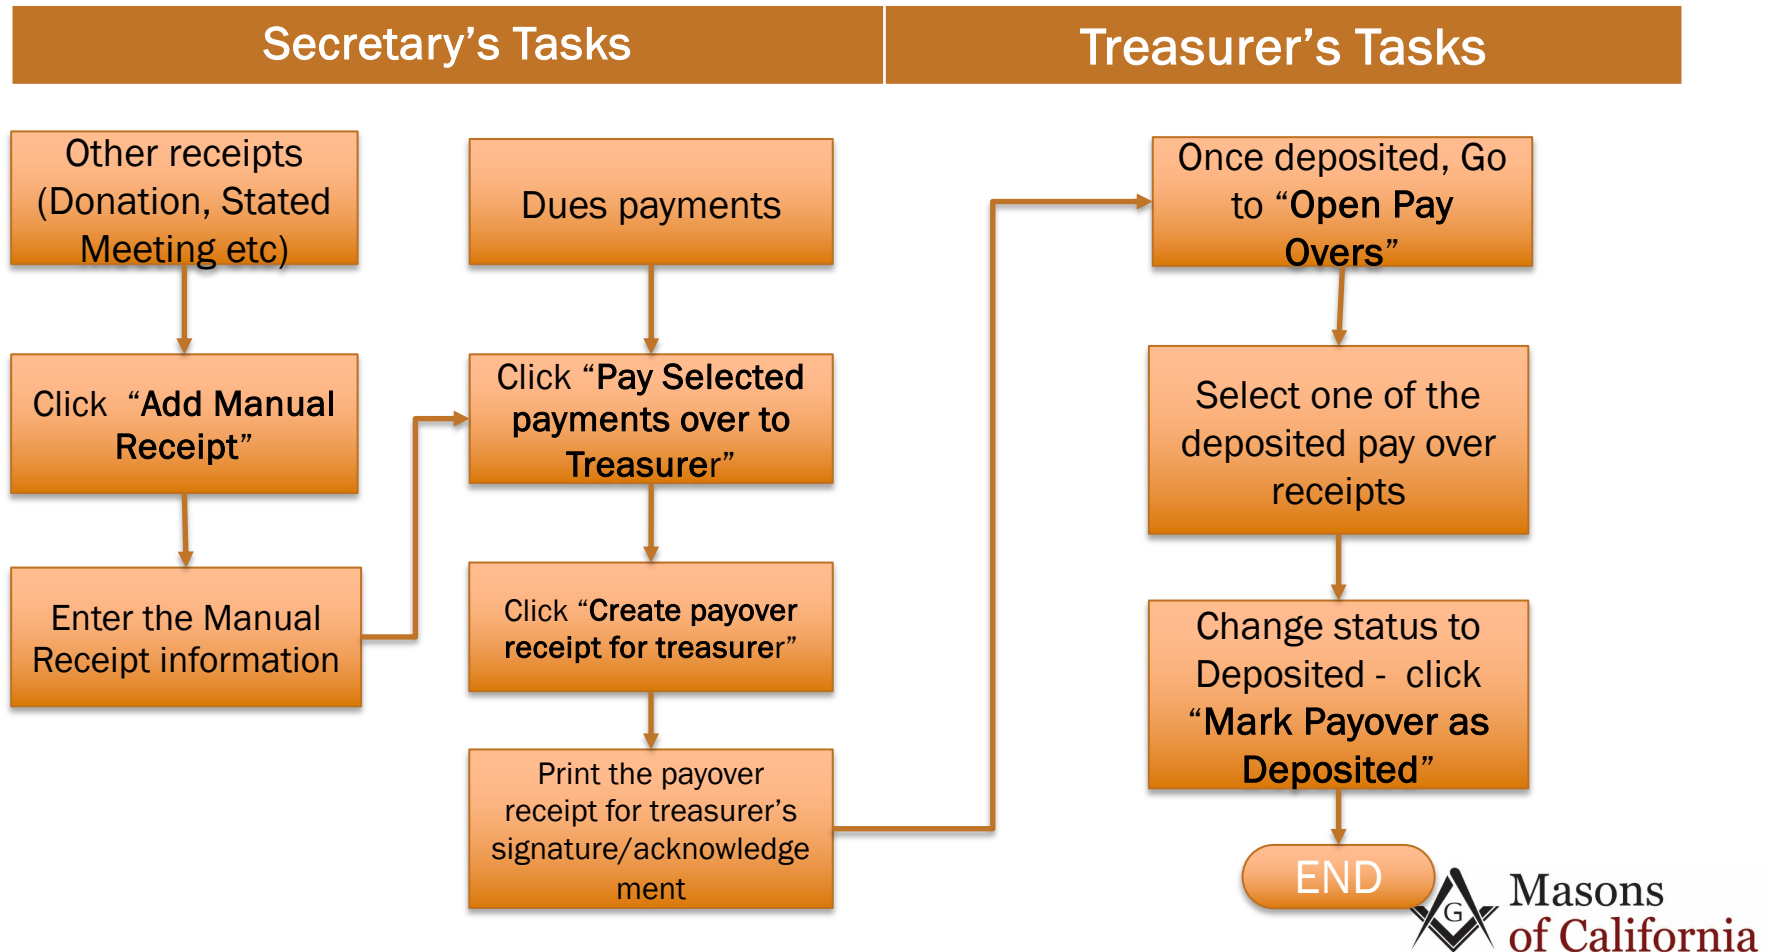 Secretary’s Tasks
Treasurer’s Tasks
Other receipts
(Donation, Stated
Meeting etc)
Click “Add Manual
Receipt”
Enter the Manual
Receipt information
Dues payments
Click “Pay Selected
payments over to
Treasurer”
Click “Create payover
receipt for treasurer”
Print the payover
receipt for treasurer’s
signature/acknowledge
ment
Once deposited, Go
to “Open Pay
Overs”
Select one of the
deposited pay over
receipts
Change status to
Deposited - click
“Mark Payover as
Deposited”
END
G
Masons
of California